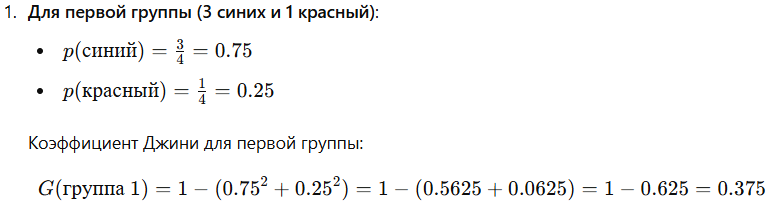 1. Для первой группы (3 синих и 1 красный):
• p(синий) = 3/4 = 0.75
• p(красный) = 1/4 = 0.25
Коэффициент Джини для первой группы:
G(группа 1) = 1 − (0.75² + 0.25²) = 1 − (0.5625 + 0.0625) = 1 − 0.625 = 0.375